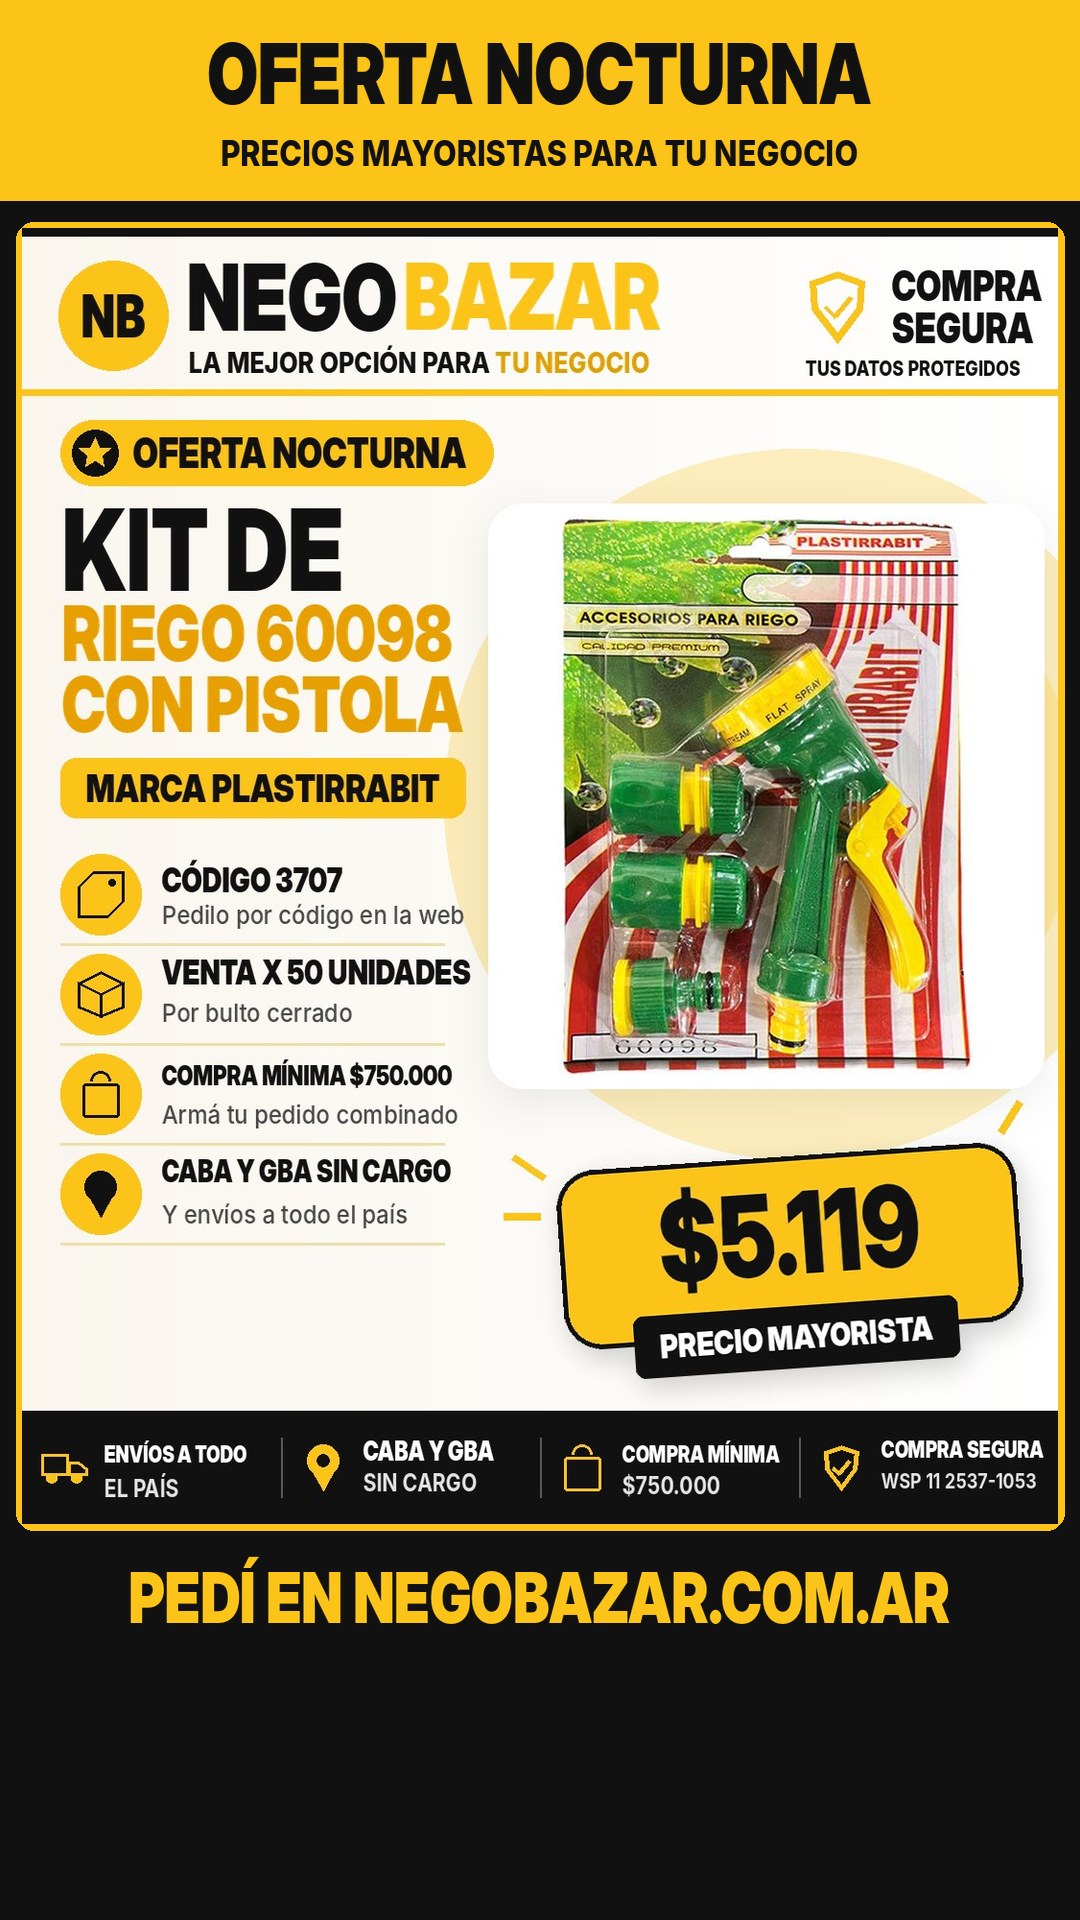 OFERTA NOCTURNA
PRECIOS MAYORISTAS PARA TU NEGOCIO
NB
NEGOBAZAR
LA MEJOR OPCIÓN PARA TU NEGOCIO
COMPRA
SEGURA
TUS DATOS PROTEGIDOS
OFERTA NOCTURNA
KIT DE
RIEGO 60098
CON PISTOLA
MARCA PLASTIRRABIT
CÓDIGO 3707
Pedilo por código en la web
VENTA X 50 UNIDADES
Por bulto cerrado
COMPRA MÍNIMA $750.000
Armá tu pedido combinado
CABA Y GBA SIN CARGO
Y envíos a todo el país
PLASTIRRABIT
ACCESORIOS PARA RIEGO
CALIDAD PREMIUM
FLAT SPRAY
60098
$5.119
PRECIO MAYORISTA
ENVÍOS A TODO
EL PAÍS
CABA Y GBA
SIN CARGO
COMPRA MÍNIMA
$750.000
COMPRA SEGURA
WSP 11 2537-1053
PEDÍ EN NEGOBAZAR.COM.AR